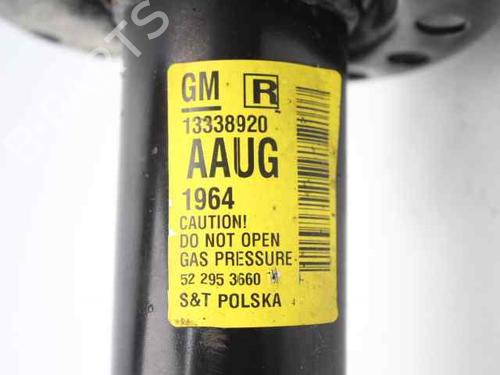 GM R
13338920
AAUG
1964
CAUTION!
DO NOT OPEN
GAS PRESSURE
52 295 3660
S&T POLSKA